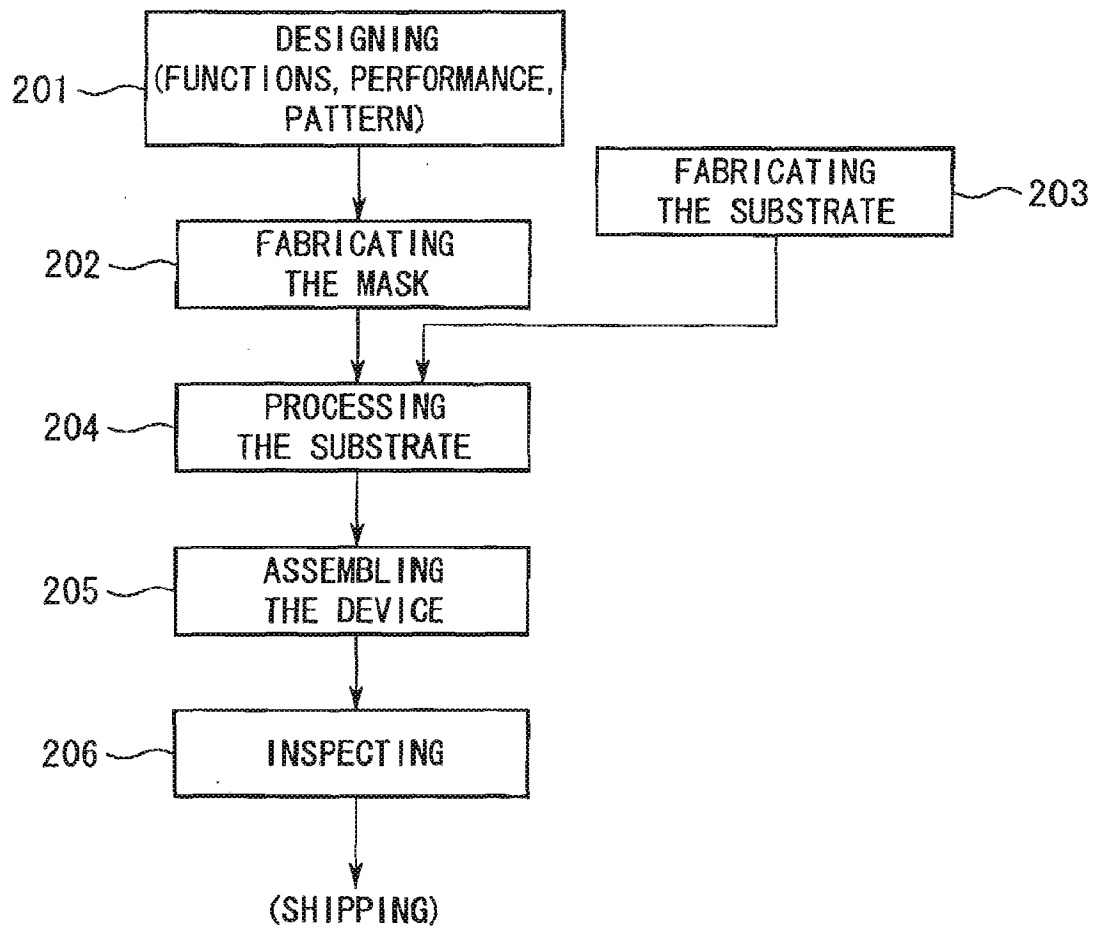 201
DESIGNING
(FUNCTIONS, PERFORMANCE,
PATTERN)
202
FABRICATING
THE MASK
FABRICATING
THE SUBSTRATE
203
204
PROCESSING
THE SUBSTRATE
205
ASSEMBLING
THE DEVICE
206
INSPECTING
(SHIPPING)